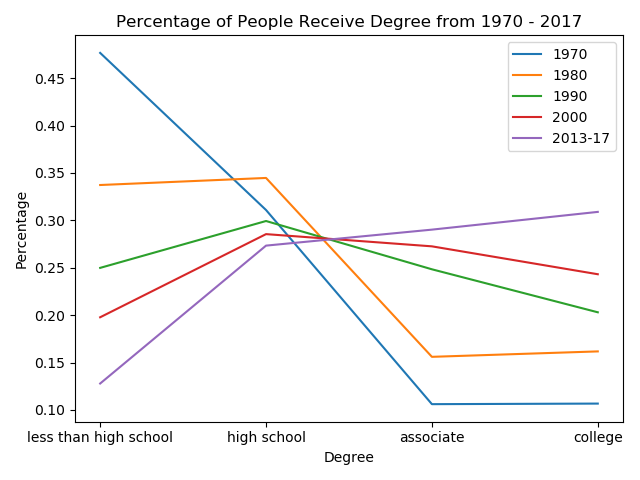 Percentage of People Receive Degree from 1970 - 2017
1970
1980
1990
2000
2013-17
0.45
0.40
0.35
0.30
0.25
0.20
0.15
0.10
Percentage
less than high school
high school
associate
college
Degree